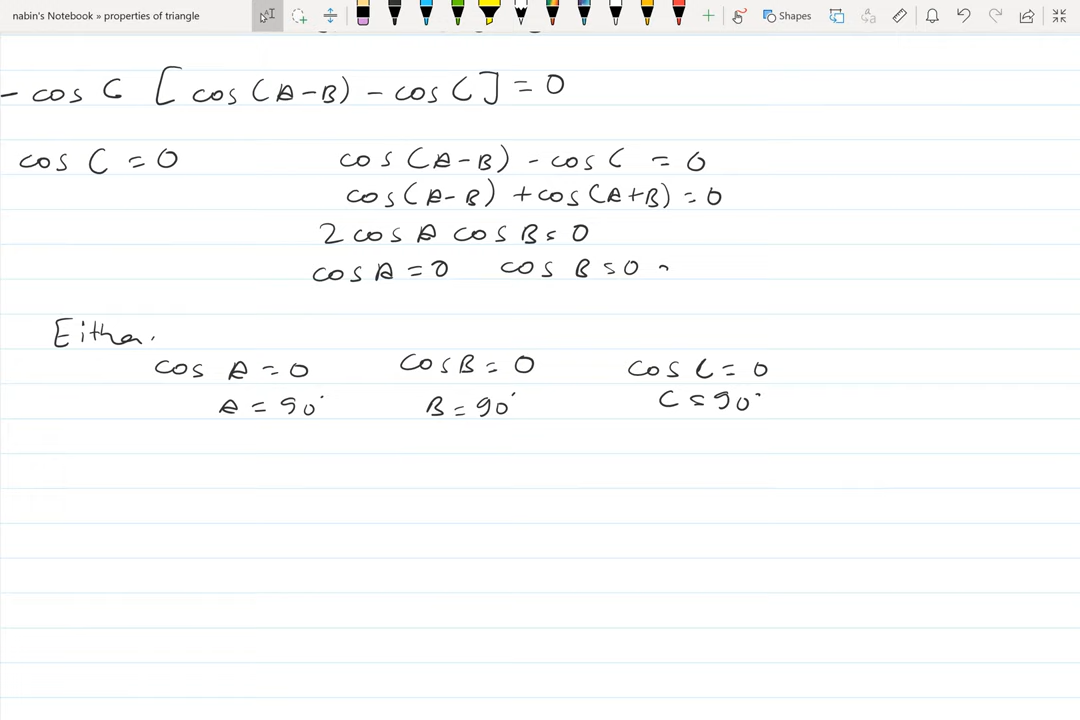 nabin's Notebook » properties of triangle
Shapes
- cos C [cos(A-B) - cos C] = 0
cos C = 0 cos(A-B) - cos C = 0
cos(A-B) + cos(A+B) = 0
2 cos A cos B = 0
cos A = 0 cos B = 0
Either.
cos A = 0 cos B = 0 cos C = 0
A = 90° B = 90° C = 90°